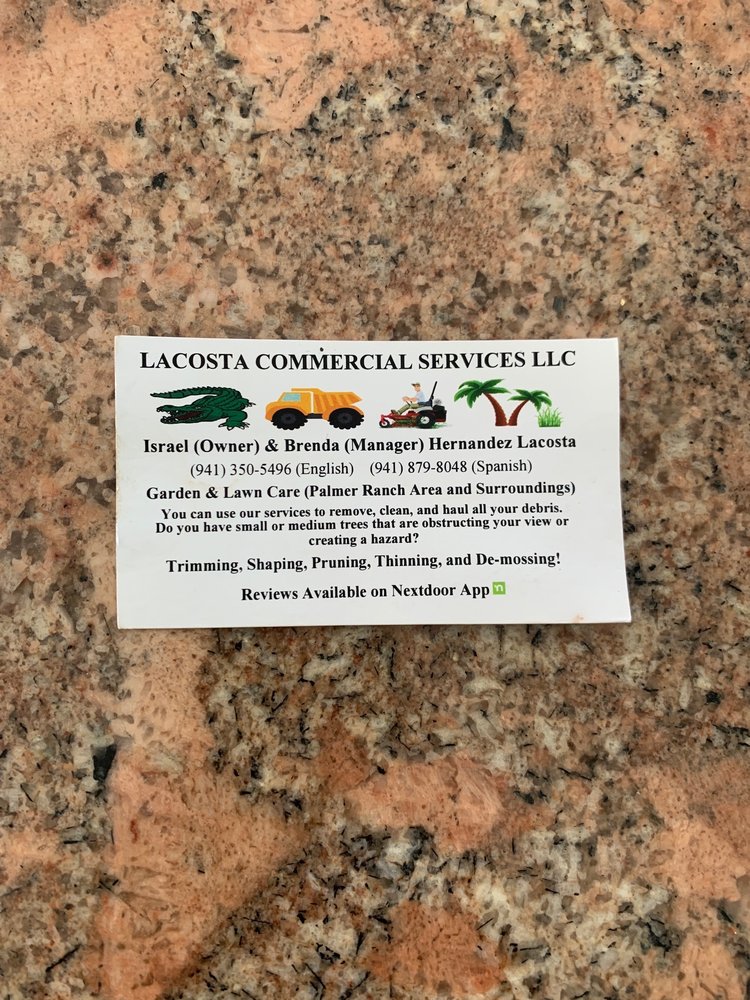 LACOSTA COMMERCIAL SERVICES LLC
Israel (Owner) & Brenda (Manager) Hernandez Lacosta
(941) 350-5496 (English) (941) 879-8048 (Spanish)
Garden & Lawn Care (Palmer Ranch Area and Surroundings)
You can use our services to remove, clean, and haul all your debris.
Do you have small or medium trees that are obstructing your view or
creating a hazard?
Trimming, Shaping, Pruning, Thinning, and De-mossing!
Reviews Available on Nextdoor App n